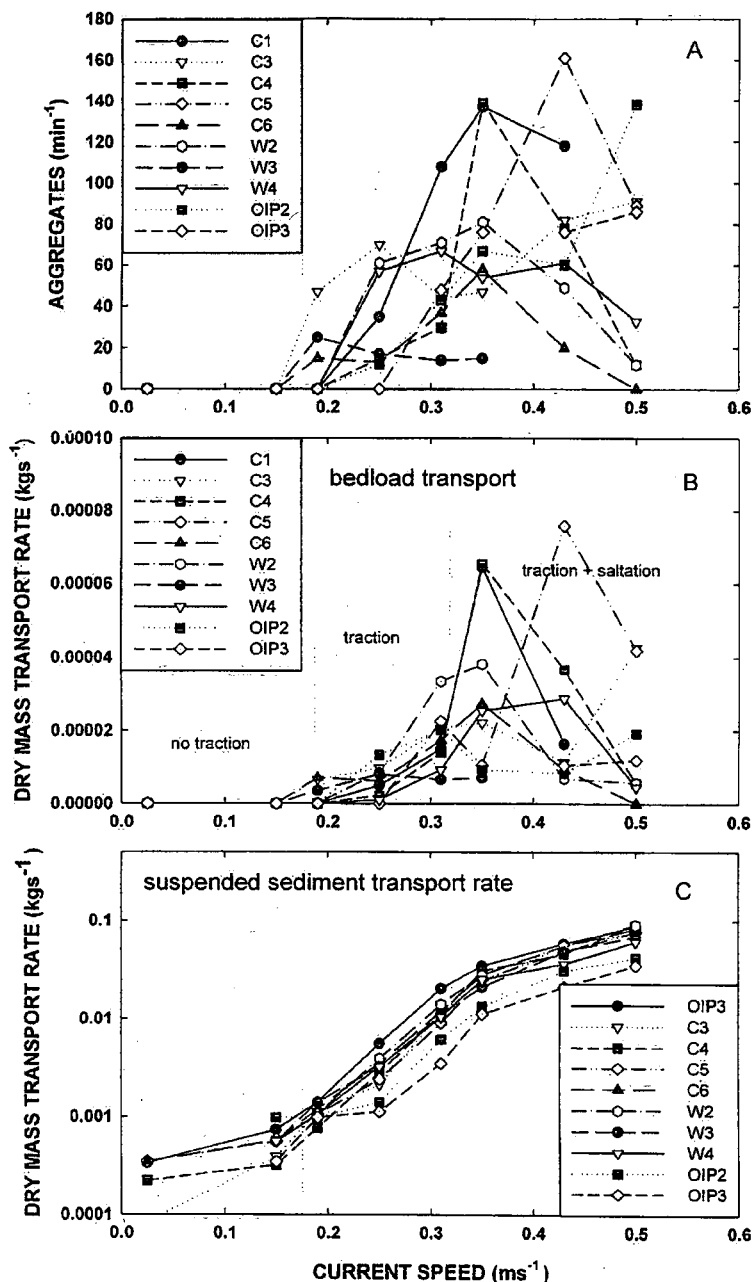 A
AGGREGATES (min⁻¹)
180
160
140
120
100
80
60
40
20
0
C1
C3
C4
C5
C6
W2
W3
W4
OIP2
OIP3
0.0 0.1 0.2 0.3 0.4 0.5 0.6
B
bedload transport
DRY MASS TRANSPORT RATE (kgs⁻¹)
0.00010
0.00008
0.00006
0.00004
0.00002
0.00000
C1
C3
C4
C5
C6
W2
W3
W4
OIP2
OIP3
no traction
traction
traction + saltation
0.0 0.1 0.2 0.3 0.4 0.5 0.6
C
suspended sediment transport rate
DRY MASS TRANSPORT RATE (kgs⁻¹)
0.1
0.01
0.001
0.0001
OIP3
C3
C4
C5
C6
W2
W3
W4
OIP2
OIP3
0.0 0.1 0.2 0.3 0.4 0.5 0.6
CURRENT SPEED (ms⁻¹)